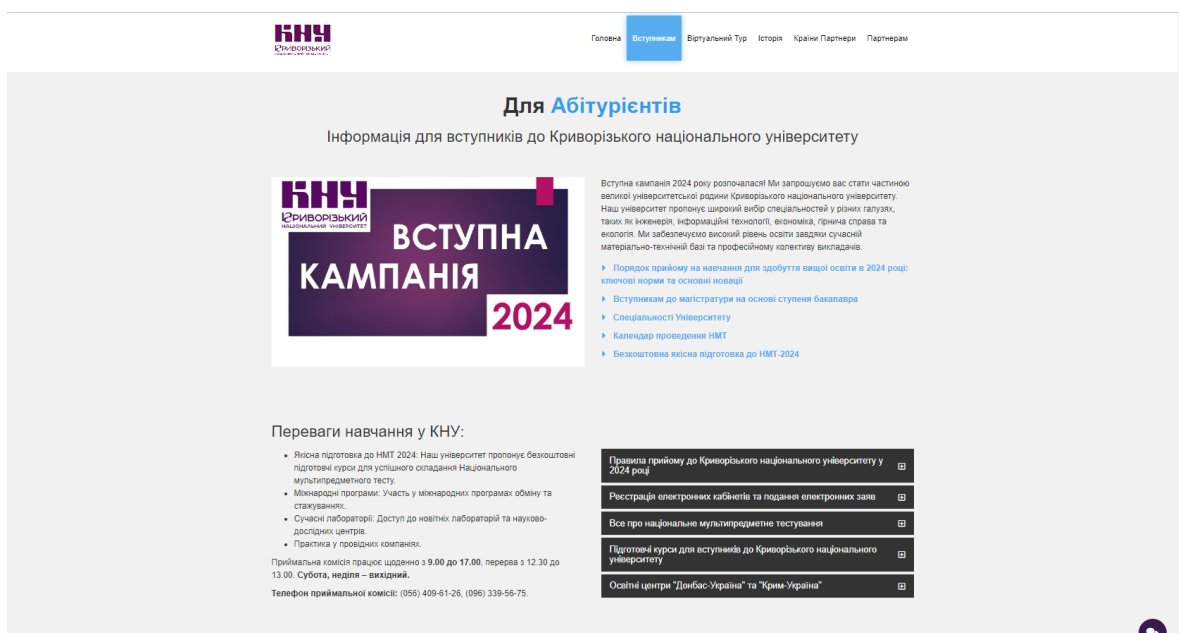 КНУ
Криворізький
Головна Вступникам Віртуальний Тур Історія Країни Партнери Партнерам
Для Абітурієнтів
Інформація для вступників до Криворізького національного університету
КНУ
Криворізький
НАЦІОНАЛЬНИЙ УНІВЕРСИТЕТ
ВСТУПНА
КАМПАНІЯ
2024
Вступна кампанія 2024 року розпочалася! Ми запрошуємо вас стати частиною
великої університетської родини Криворізького національного університету.
Наш університет пропонує широкий вибір спеціальностей у різних галузях,
таких як інженерія, інформаційні технології, економіка, гірнича справа та
екологія. Ми забезпечуємо високий рівень освіти завдяки сучасній
матеріально-технічній базі та професійному колективу викладачів.
Порядок прийому на навчання для здобуття вищої освіти в 2024 році:
ключові норми та основні новації
Вступникам до магістратури на основі ступеня бакалавра
Спеціальності Університету
Календар проведення НМТ
Безкоштовна якісна підготовка до НМТ-2024
Переваги навчання у КНУ:
• Якісна підготовка до НМТ 2024: Наш університет пропонує безкоштовні
підготовчі курси для успішного складання Національного
мультипредметного тесту.
• Міжнародні програми: Участь у міжнародних програмах обміну та
стажуваннях.
• Сучасні лабораторії: Доступ до новітніх лабораторій та науково-
дослідних центрів.
• Практика у провідних компаніях.
Приймальна комісія працює щоденно з 9.00 до 17.00, перерва з 12.30 до
13.00. Субота, неділя – вихідний.
Телефон приймальної комісії: (056) 409-61-26, (096) 339-56-75.
Правила прийому до Криворізького національного університету у
2024 році
Реєстрація електронних кабінетів та подання електронних заяв
Все про національне мультипредметне тестування
Підготовчі курси для вступників до Криворізького національного
університету
Освітні центри "Донбас-Україна" та "Крим-Україна"